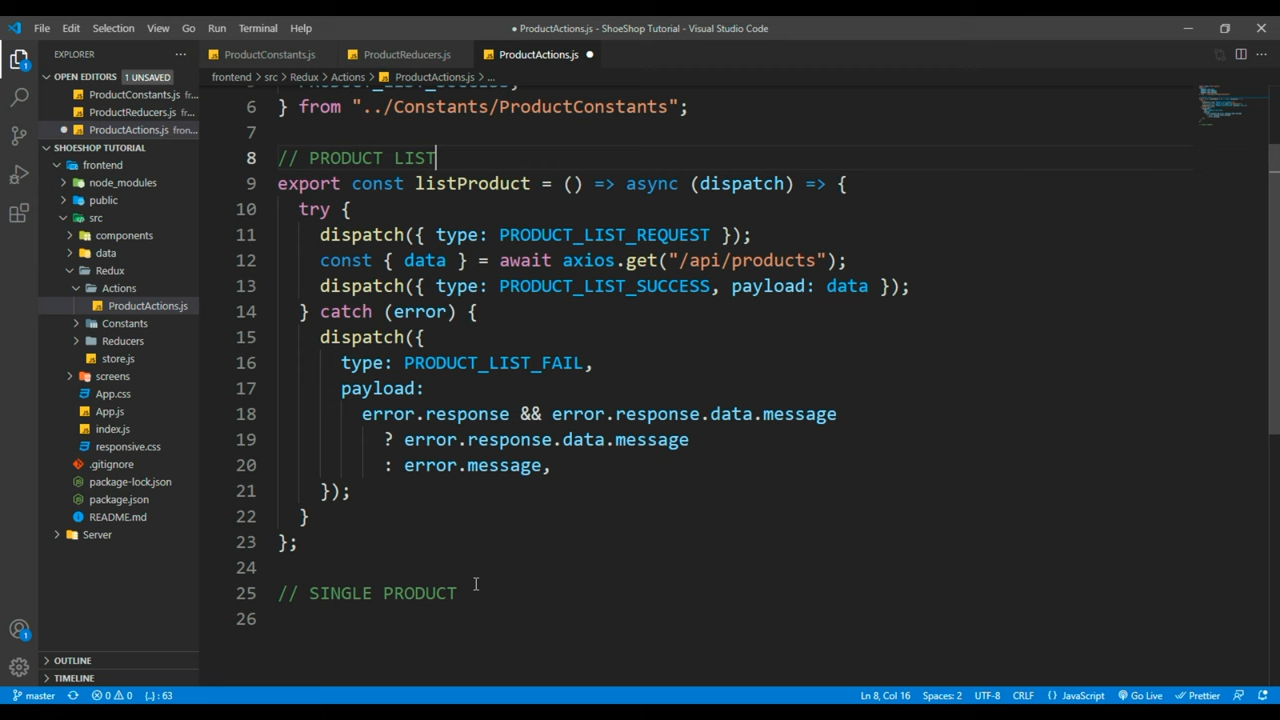 File Edit Selection View Go Run Terminal Help
● ProductActions.js - ShoeShop Tutorial - Visual Studio Code
EXPLORER
ProductConstants.js
ProductReducers.js
ProductActions.js
OPEN EDITORS 1 UNSAVED
ProductConstants.js fr...
ProductReducers.js fr...
ProductActions.js fron...
SHOESHOP TUTORIAL
frontend
node_modules
public
src
components
data
Redux
Actions
ProductActions.js
Constants
Reducers
store.js
screens
App.css
App.js
index.js
responsive.css
.gitignore
package-lock.json
package.json
README.md
Server
OUTLINE
TIMELINE
frontend > src > Redux > Actions > ProductActions.js > ...
6 } from "../Constants/ProductConstants";
7
8 // PRODUCT LIST
9 export const listProduct = () => async (dispatch) => {
10 try {
11 dispatch({ type: PRODUCT_LIST_REQUEST });
12 const { data } = await axios.get("/api/products");
13 dispatch({ type: PRODUCT_LIST_SUCCESS, payload: data });
14 } catch (error) {
15 dispatch({
16 type: PRODUCT_LIST_FAIL,
17 payload:
18 error.response && error.response.data.message
19 ? error.response.data.message
20 : error.message,
21 });
22 }
23 };
24
25 // SINGLE PRODUCT
26
1
master 0 0 {..}: 63
Ln 8, Col 16 Spaces: 2 UTF-8 CRLF {} JavaScript Go Live Prettier